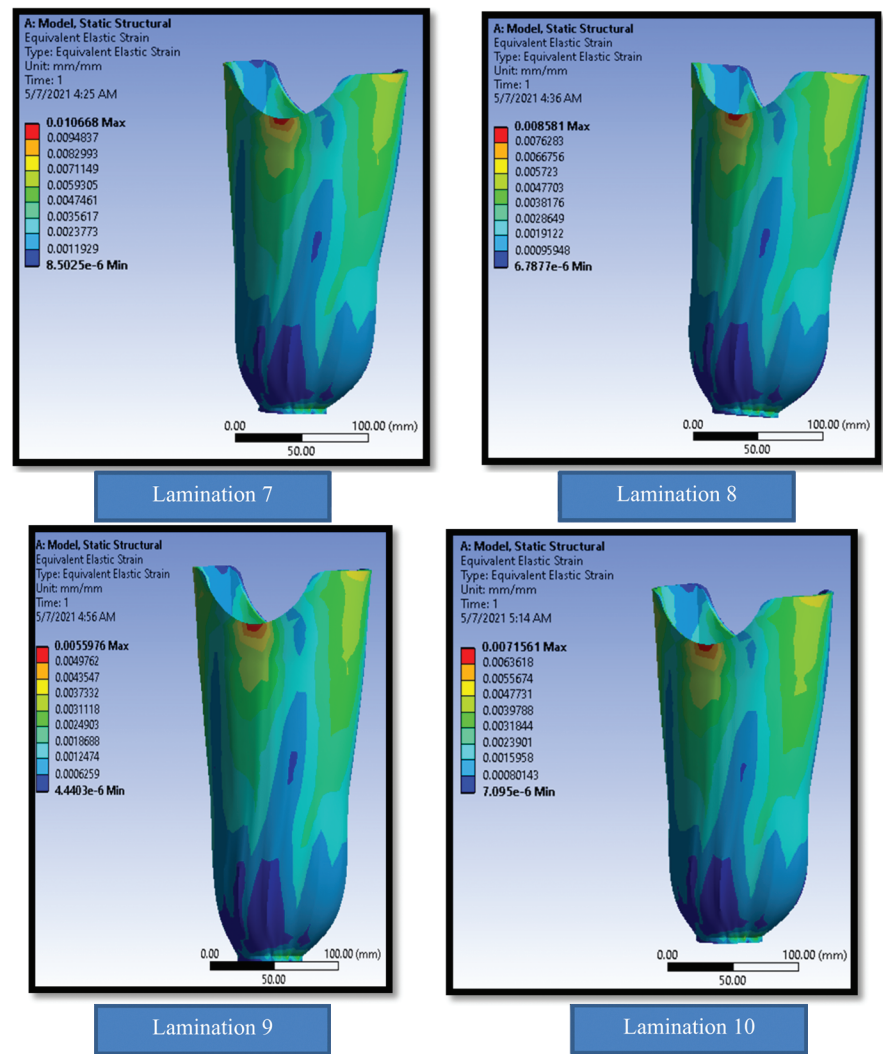 A: Model, Static Structural
Equivalent Elastic Strain
Type: Equivalent Elastic Strain
Unit: mm/mm
Time: 1
5/7/2021 4:25 AM
0.010668 Max
0.0094837
0.0082993
0.0071149
0.0059305
0.0047461
0.0035617
0.0023773
0.0011929
8.5025e-6 Min
0.00
100.00 (mm)
50.00
Lamination 7
A: Model, Static Structural
Equivalent Elastic Strain
Type: Equivalent Elastic Strain
Unit: mm/mm
Time: 1
5/7/2021 4:36 AM
0.008581 Max
0.0076283
0.0066756
0.005723
0.0047703
0.0038176
0.0028649
0.0019122
0.00095948
6.7877e-6 Min
0.00
100.00 (mm)
50.00
Lamination 8
A: Model, Static Structural
Equivalent Elastic Strain
Type: Equivalent Elastic Strain
Unit: mm/mm
Time: 1
5/7/2021 4:56 AM
0.0055976 Max
0.0049762
0.0043547
0.0037332
0.0031118
0.0024903
0.0018688
0.0012474
0.0006259
4.4403e-6 Min
0.00
100.00 (mm)
50.00
Lamination 9
A: Model, Static Structural
Equivalent Elastic Strain
Type: Equivalent Elastic Strain
Unit: mm/mm
Time: 1
5/7/2021 5:14 AM
0.0071561 Max
0.0063618
0.0055674
0.0047731
0.0039788
0.0031844
0.0023901
0.0015958
0.00080143
7.095e-6 Min
0.00
100.00 (mm)
50.00
Lamination 10